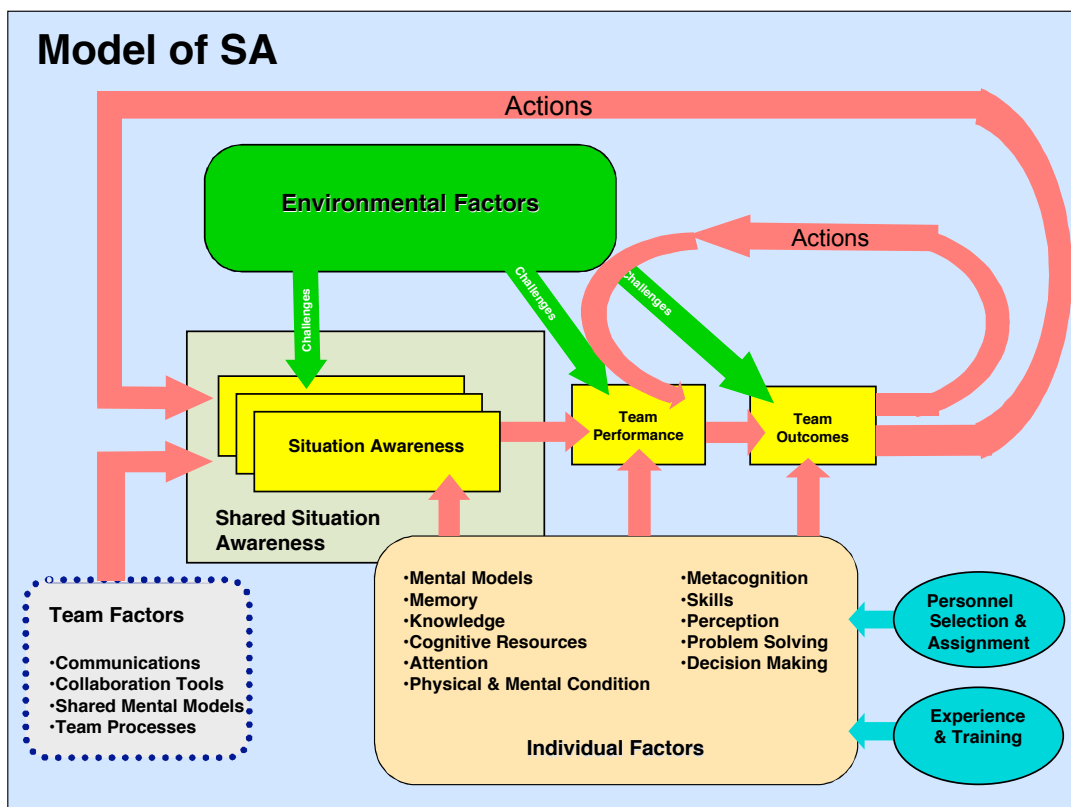 Model of SA
Actions
Environmental Factors
Actions
Challenges
Challenges
Challenges
Situation Awareness
Team
Performance
Team
Outcomes
Shared Situation
Awareness
Team Factors
•Communications
•Collaboration Tools
•Shared Mental Models
•Team Processes
•Mental Models
•Memory
•Knowledge
•Cognitive Resources
•Attention
•Physical & Mental Condition
•Metacognition
•Skills
•Perception
•Problem Solving
•Decision Making
Individual Factors
Personnel
Selection &
Assignment
Experience
& Training